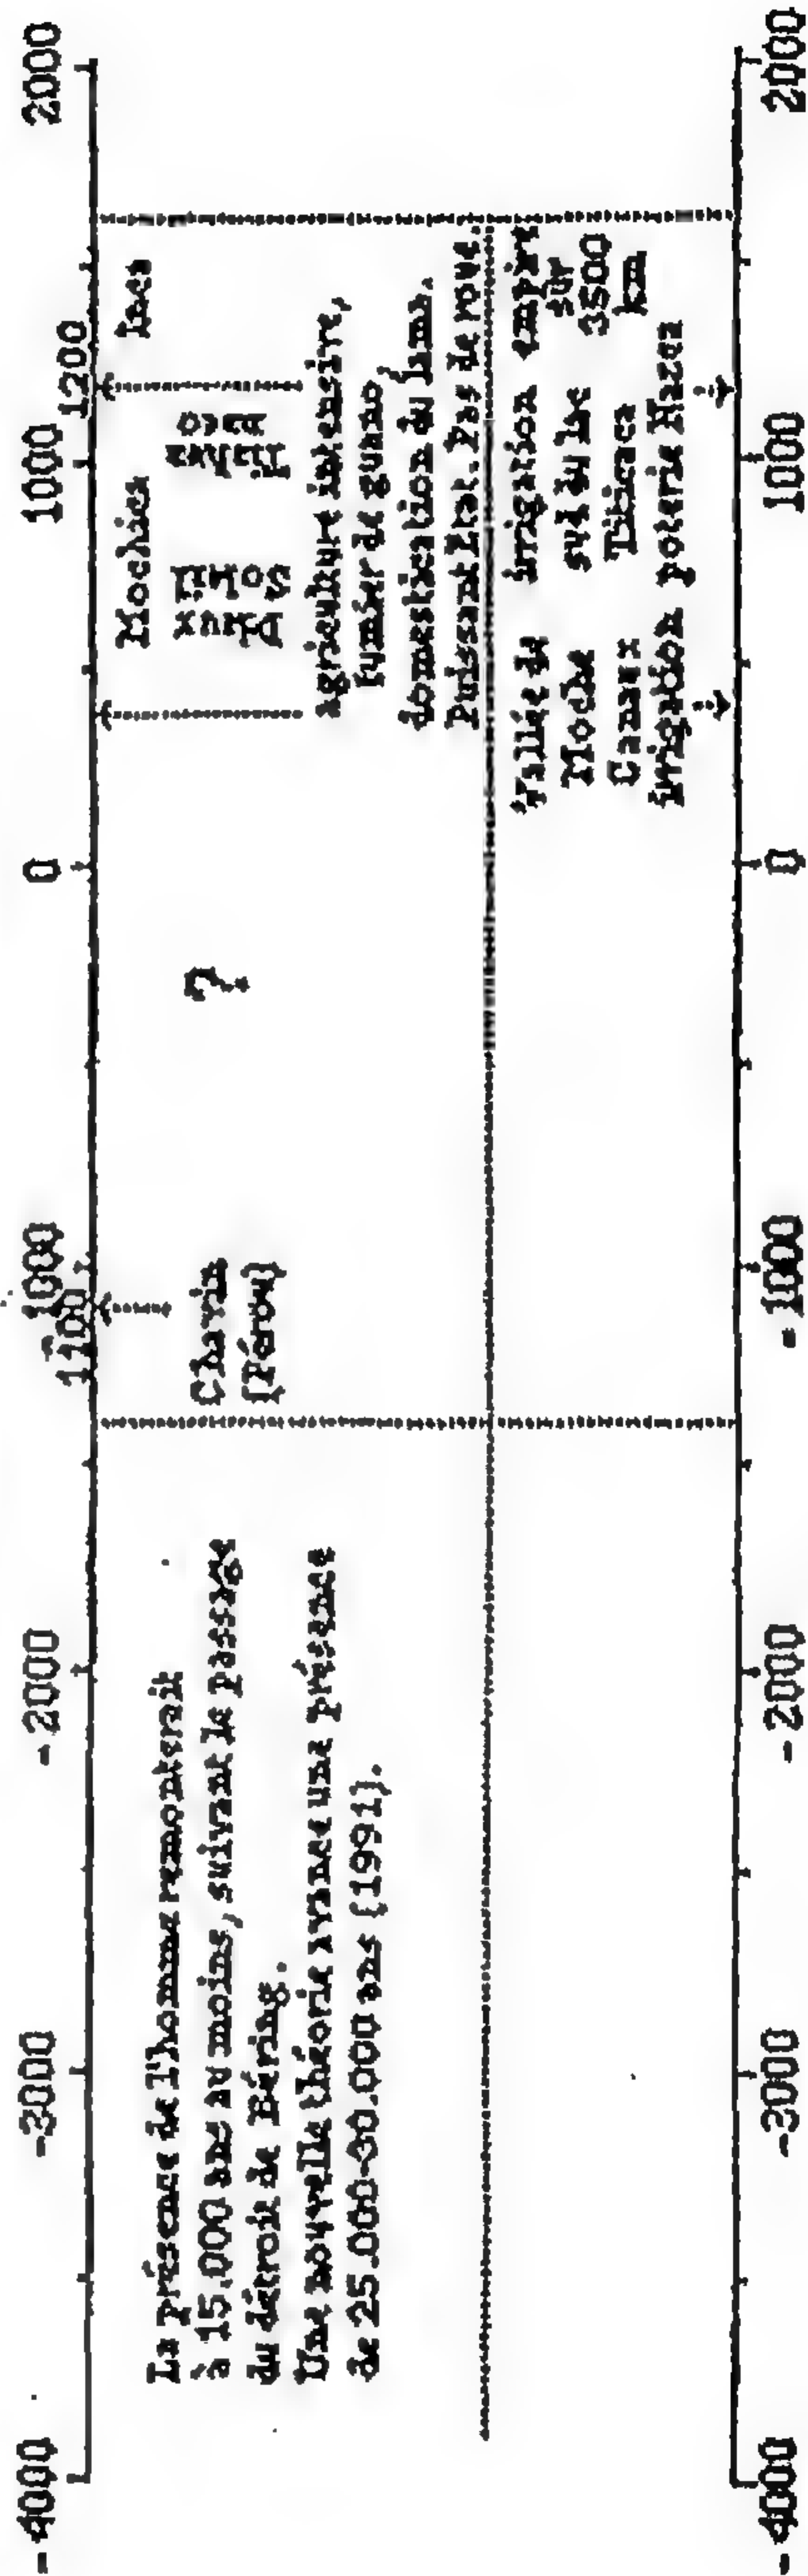 -4000 -3000 -2000 -1000 0 1000 2000
1100 1200
La présence de l'homme remonterait
à 15.000 ans au moins, suivant le passage
du détroit de Béring.
Une nouvelle théorie avance une présence
de 25.000-30.000 ans (1991).
Chavin
(Pérou)
?
Mochica
Incas
agriculture intensive,
fumier de guano,
domestication du lama.
Puissant Etat. Pas de roue.
Vallée de
Moche
Canaux
irrigation
irrigation
sud du lac
Titicaca
poterie Nazca
empire
sur
3500
km
-4000 -3000 -2000 -1000 0 1000 2000